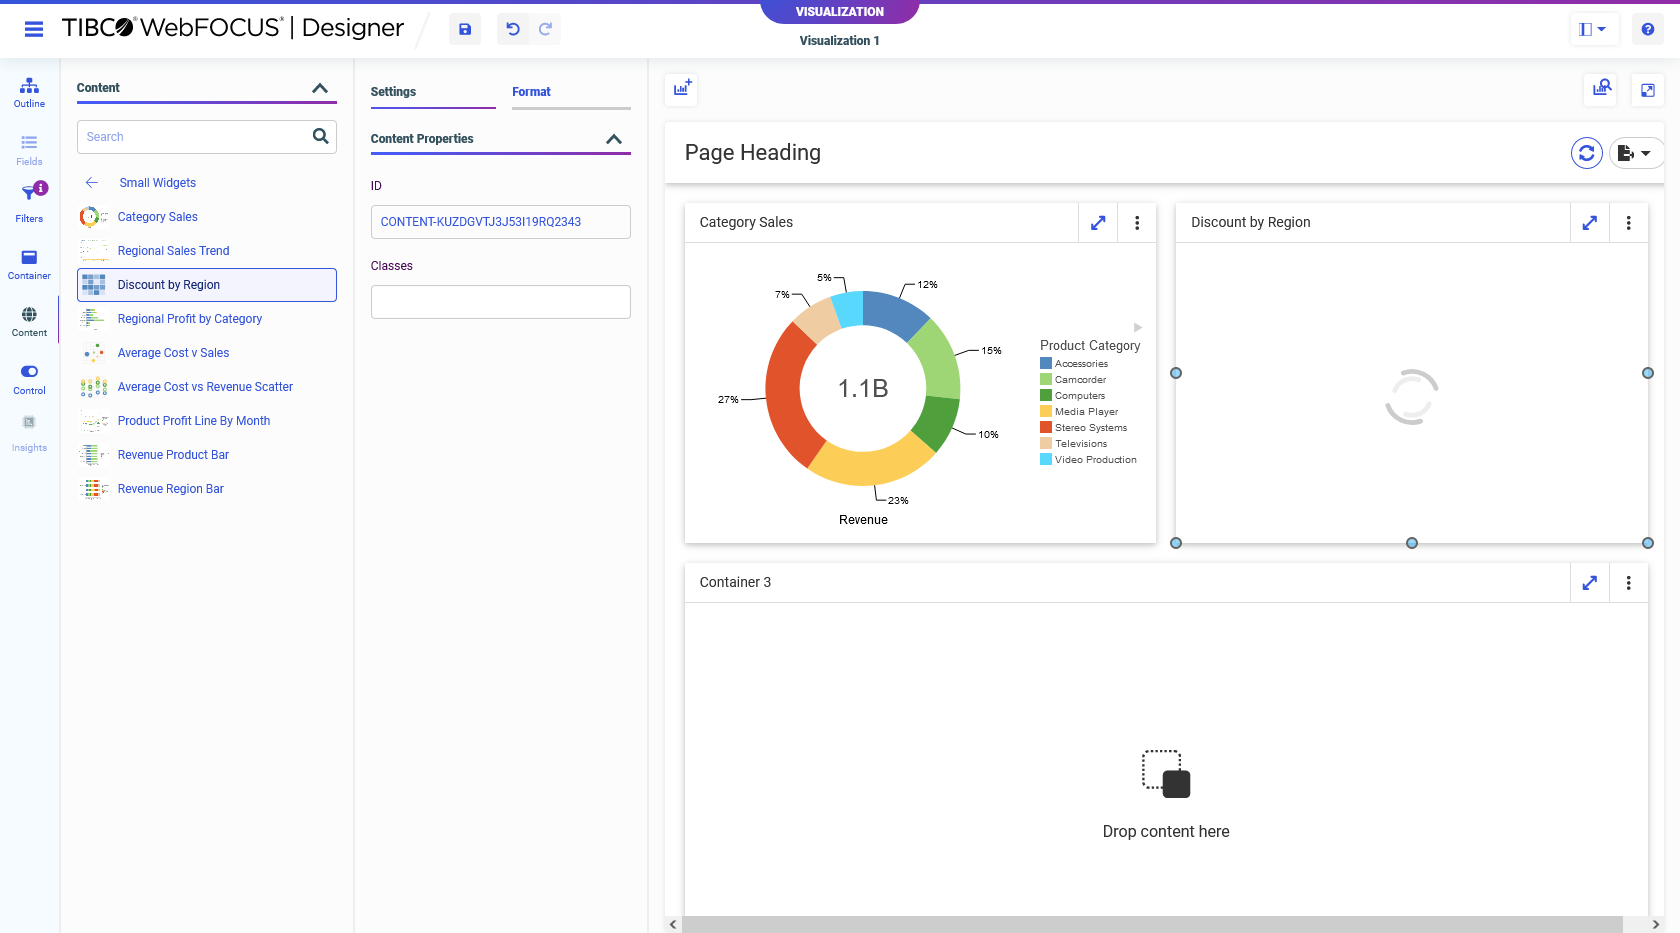 VISUALIZATION
TIBCO® WebFOCUS® | Designer
Visualization 1
Outline
Fields
Filters
Container
Content
Control
Insights
Content
Search
Small Widgets
Category Sales
Regional Sales Trend
Discount by Region
Regional Profit by Category
Average Cost v Sales
Average Cost vs Revenue Scatter
Product Profit Line By Month
Revenue Product Bar
Revenue Region Bar
Settings
Format
Content Properties
ID
CONTENT-KUZDGVTJ3J53I19RQ2343
Classes
Page Heading
Category Sales
5%
12%
7%
15%
27%
1.1B
10%
23%
Revenue
Product Category
Accessories
Camcorder
Computers
Media Player
Stereo Systems
Televisions
Video Production
Discount by Region
Container 3
Drop content here